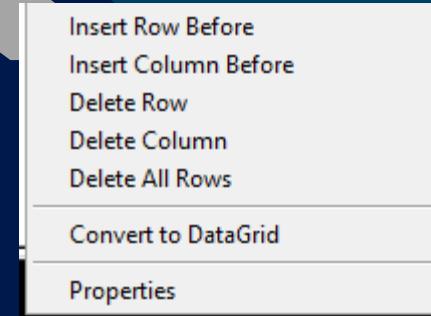 Insert Row Before
Insert Column Before
Delete Row
Delete Column
Delete All Rows
Convert to DataGrid
Properties